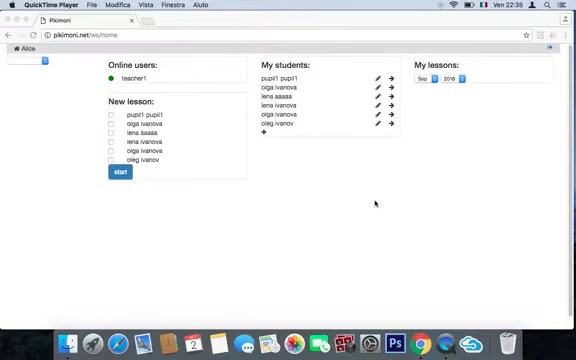 QuickTime Player File Modifica Vista Finestra Aiuto
Ven 22:35
Pikimoni
pikimoni.net/ws/home
Alice
Online users:
teacher1
New lesson:
pupil1 pupil1
olga ivanova
lena aaaaa
lena ivanova
olga ivanova
oleg ivanov
start
My students:
pupil1 pupil1
olga ivanova
lena aaaaa
lena ivanova
olga ivanova
oleg ivanov
My lessons:
Sep 2016
2
Ps